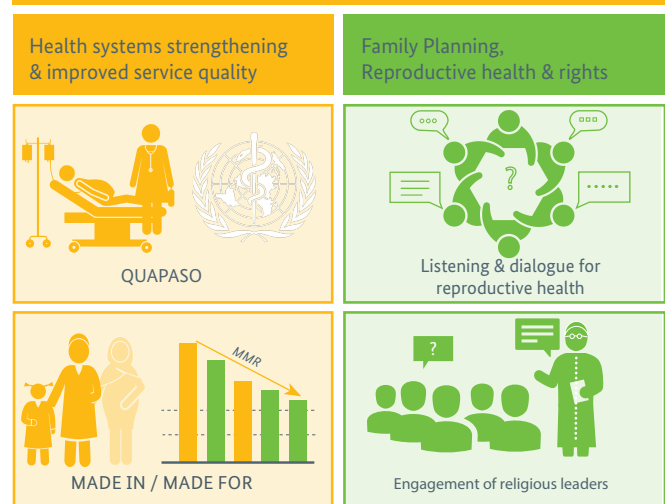 Health systems strengthening
& improved service quality
Family Planning,
Reproductive health & rights
QUAPASO
?
Listening & dialogue for
reproductive health
MMR
MADE IN / MADE FOR
?
Engagement of religious leaders